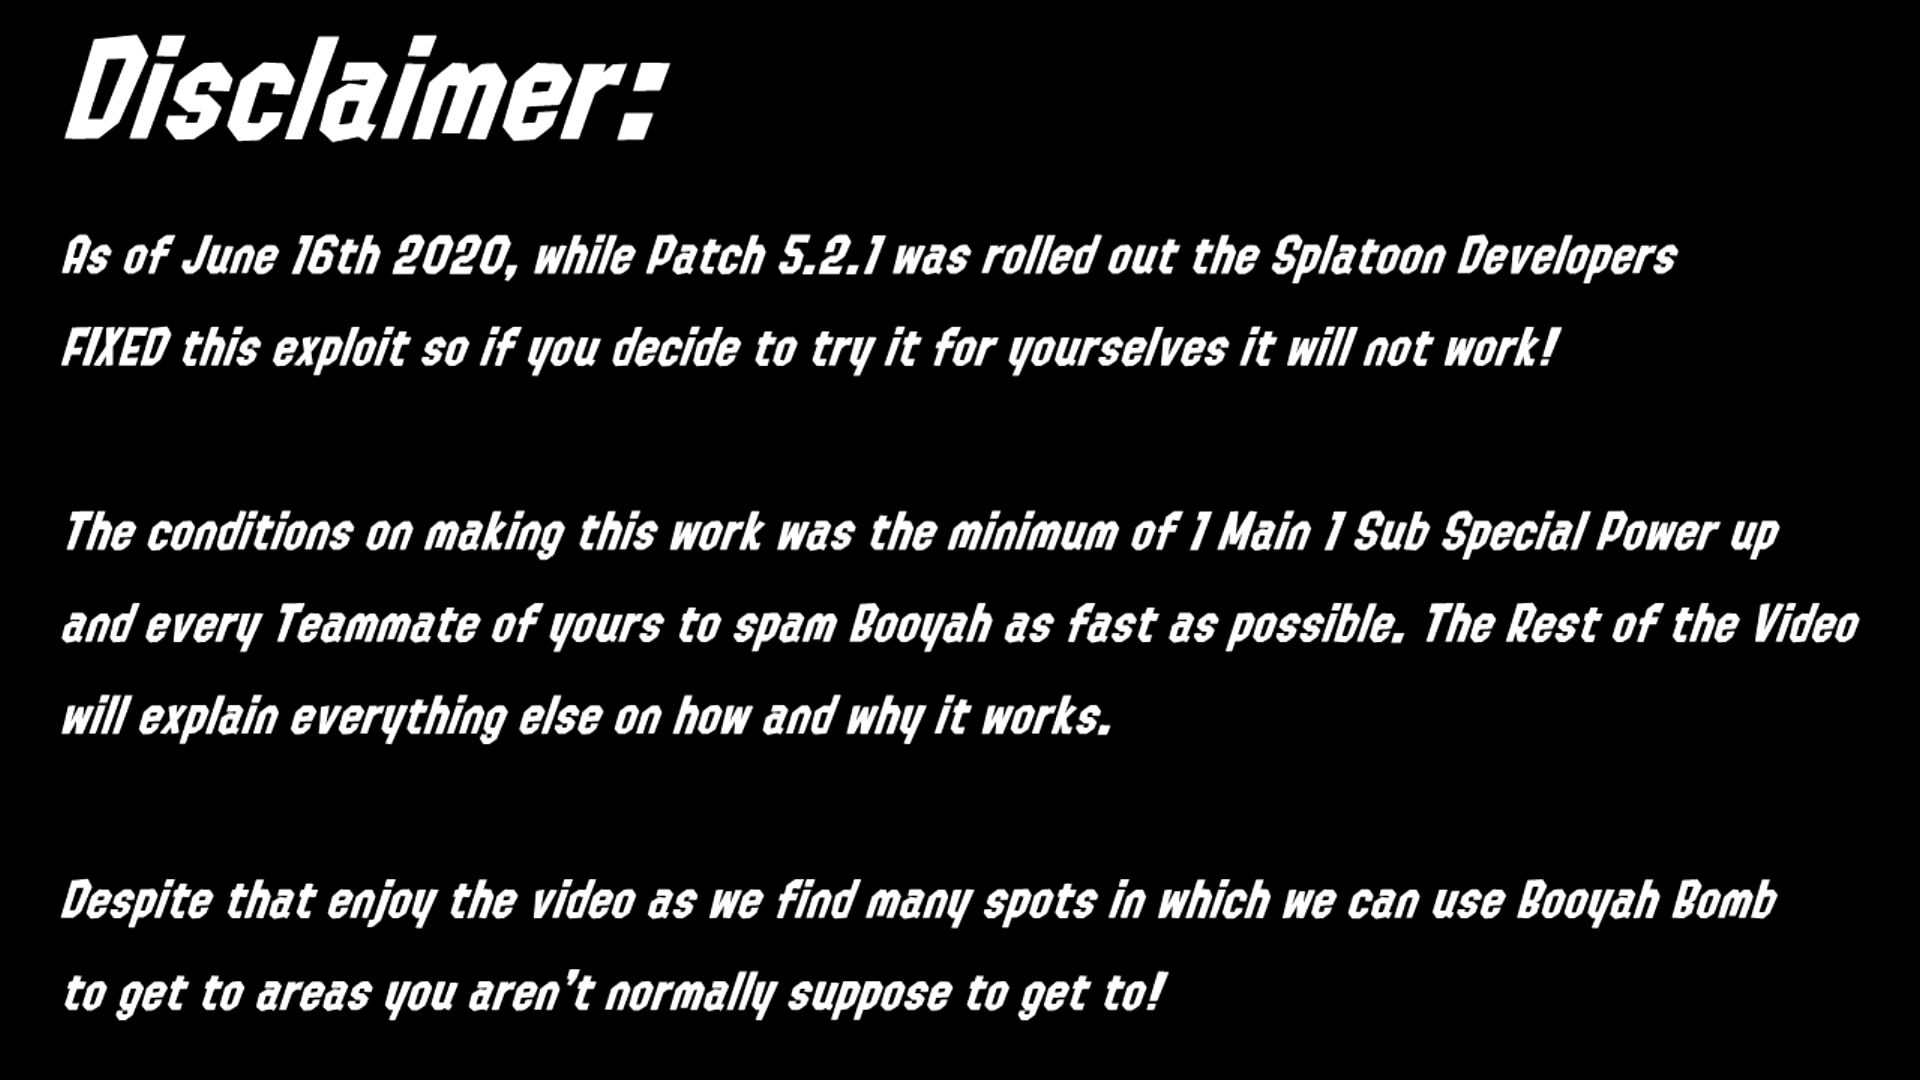 Disclaimer:
As of June 16th 2020, while Patch 5.2.1 was rolled out the Splatoon Developers
FIXED this exploit so if you decide to try it for yourselves it will not work!
The conditions on making this work was the minimum of 1 Main 1 Sub Special Power up
and every Teammate of yours to spam Booyah as fast as possible. The Rest of the Video
will explain everything else on how and why it works.
Despite that enjoy the video as we find many spots in which we can use Booyah Bomb
to get to areas you aren't normally suppose to get to!